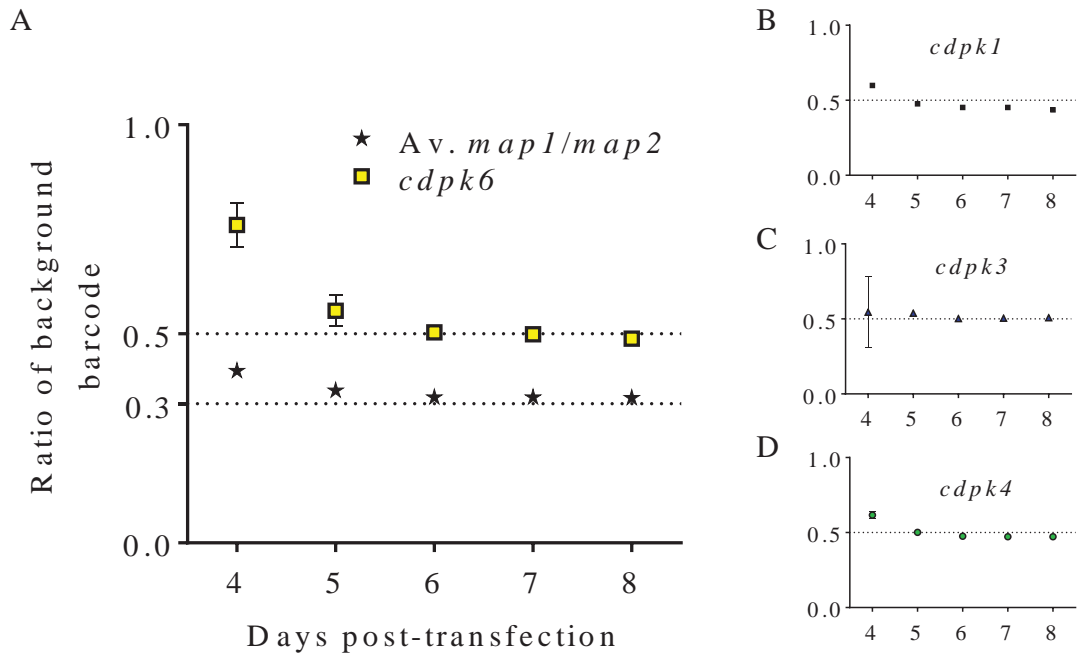 A
Ratio of background
barcode
1.0
0.5
0.3
0.0
Av. map1/map2
cdpk6
4 5 6 7 8
Days post-transfection
B
cdpk1
1.0
0.5
0.0
4 5 6 7 8
C
cdpk3
1.0
0.5
0.0
4 5 6 7 8
D
cdpk4
1.0
0.5
0.0
4 5 6 7 8